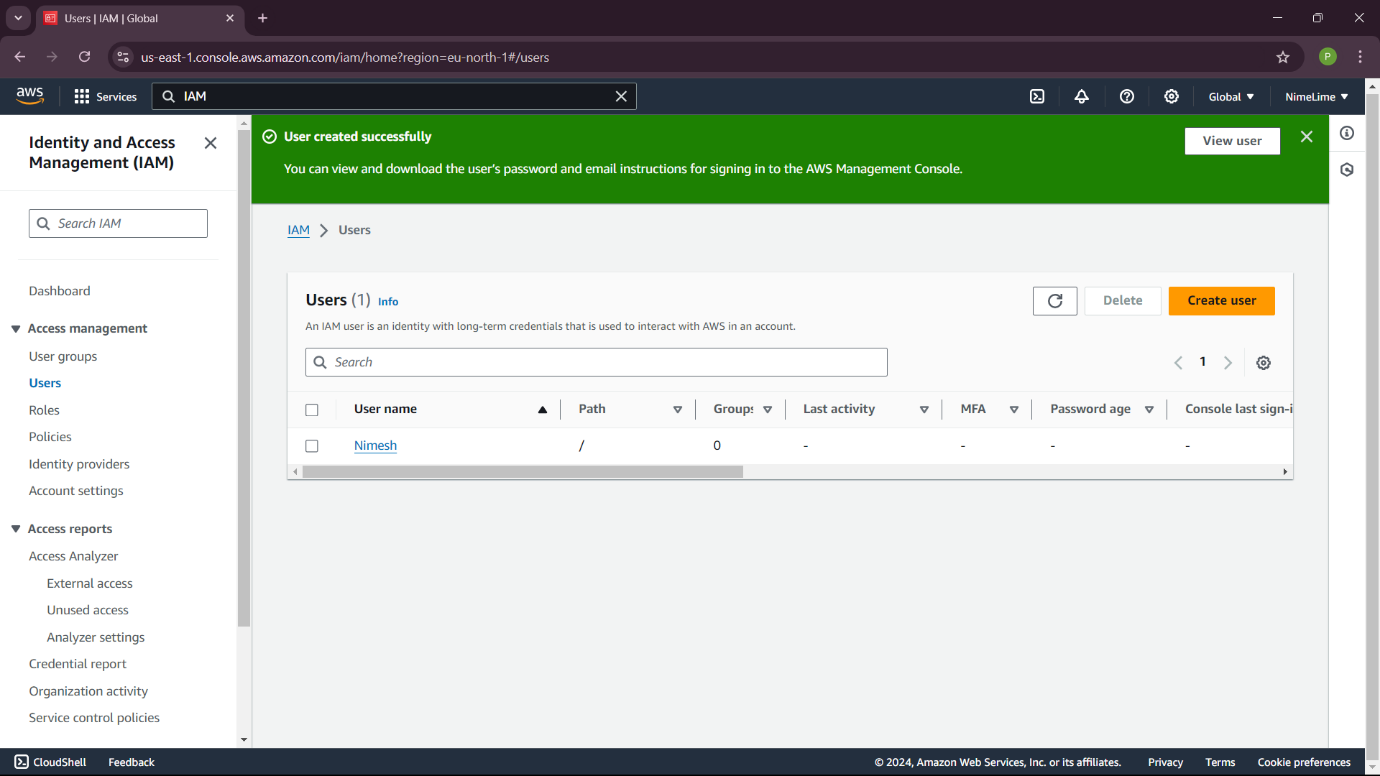 Users | IAM | Global
us-east-1.console.aws.amazon.com/iam/home?region=eu-north-1#/users
P
aws
Services
IAM
Global
NimeLime
Identity and Access
Management (IAM)
Search IAM
Dashboard
Access management
User groups
Users
Roles
Policies
Identity providers
Account settings
Access reports
Access Analyzer
External access
Unused access
Analyzer settings
Credential report
Organization activity
Service control policies
User created successfully
You can view and download the user's password and email instructions for signing in to the AWS Management Console.
View user
IAM
Users
Users (1) Info
An IAM user is an identity with long-term credentials that is used to interact with AWS in an account.
Delete
Create user
Search
1
User name Path Groups Last activity MFA Password age Console last sign-i
Nimesh / 0 - - - -
CloudShell Feedback © 2024, Amazon Web Services, Inc. or its affiliates. Privacy Terms Cookie preferences